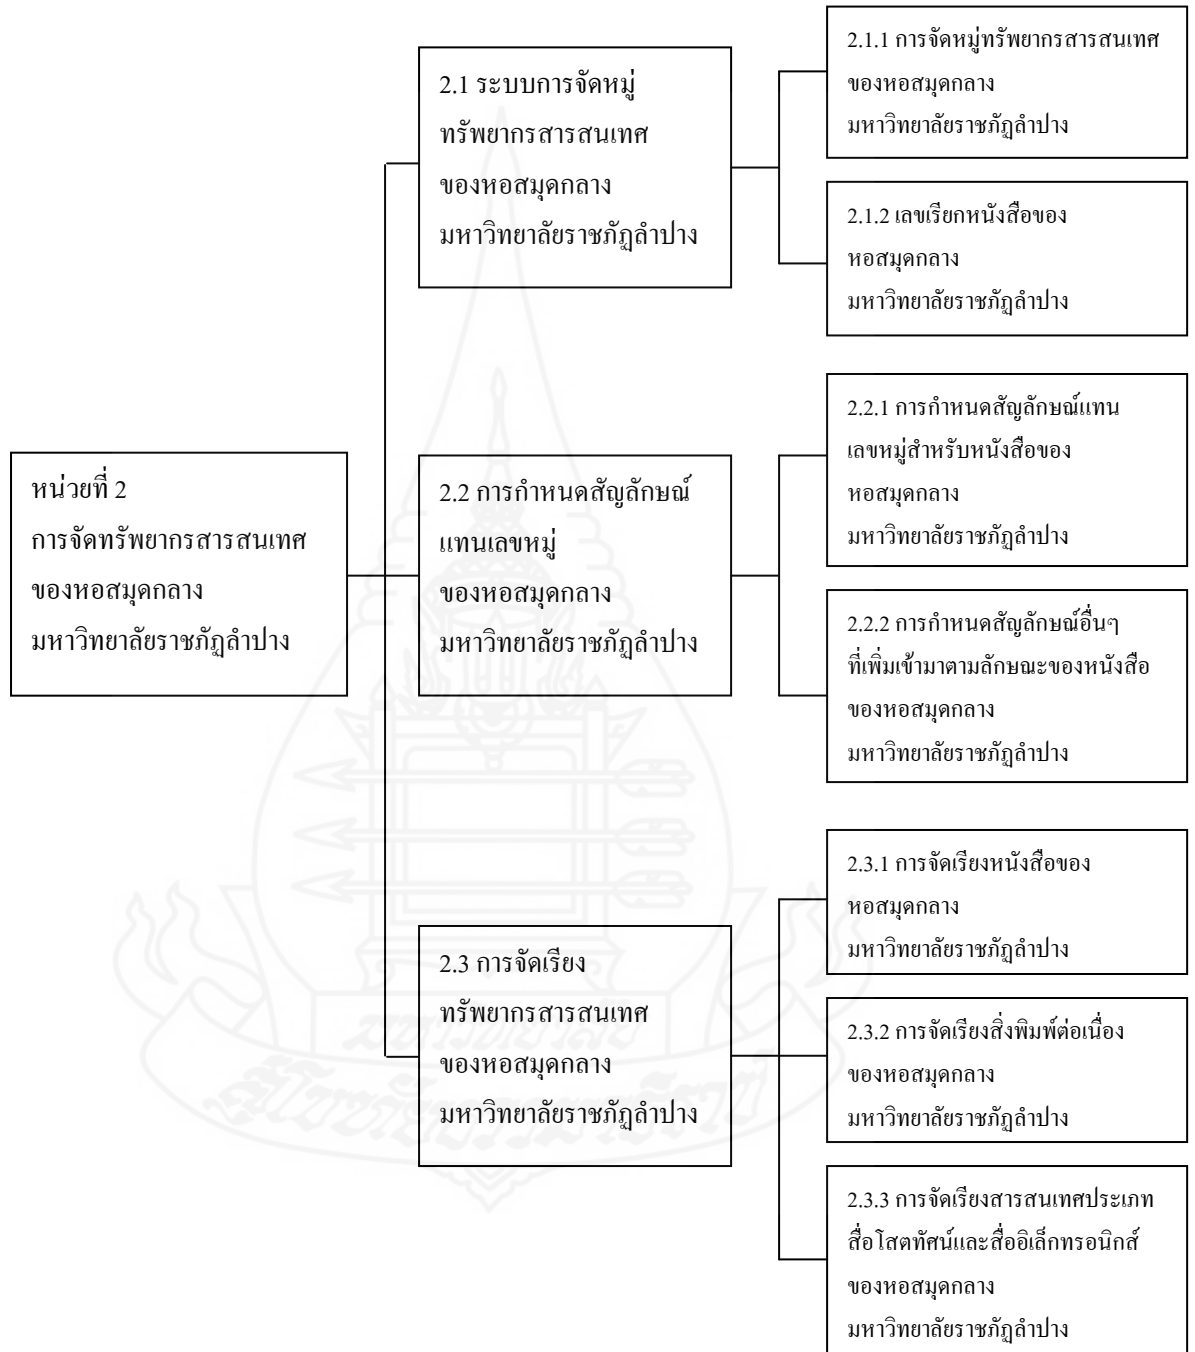 หน่วยที่ 2
การจัดทรัพยากรสารสนเทศ
ของหอสมุดกลาง
มหาวิทยาลัยราชภัฏลำปาง
2.1 ระบบการจัดหมู่
ทรัพยากรสารสนเทศ
ของหอสมุดกลาง
มหาวิทยาลัยราชภัฏลำปาง
2.1.1 การจัดหมู่ทรัพยากรสารสนเทศ
ของหอสมุดกลาง
มหาวิทยาลัยราชภัฏลำปาง
2.1.2 เลขเรียกหนังสือของ
หอสมุดกลาง
มหาวิทยาลัยราชภัฏลำปาง
2.2 การกำหนดสัญลักษณ์
แทนเลขหมู่
ของหอสมุดกลาง
มหาวิทยาลัยราชภัฏลำปาง
2.2.1 การกำหนดสัญลักษณ์แทน
เลขหมู่สำหรับหนังสือของ
หอสมุดกลาง
มหาวิทยาลัยราชภัฏลำปาง
2.2.2 การกำหนดสัญลักษณ์อื่นๆ
ที่เพิ่มเข้ามาตามลักษณะของหนังสือ
ของหอสมุดกลาง
มหาวิทยาลัยราชภัฏลำปาง
2.3 การจัดเรียง
ทรัพยากรสารสนเทศ
ของหอสมุดกลาง
มหาวิทยาลัยราชภัฏลำปาง
2.3.1 การจัดเรียงหนังสือของ
หอสมุดกลาง
มหาวิทยาลัยราชภัฏลำปาง
2.3.2 การจัดเรียงสิ่งพิมพ์ต่อเนื่อง
ของหอสมุดกลาง
มหาวิทยาลัยราชภัฏลำปาง
2.3.3 การจัดเรียงสารสนเทศประเภท
สื่อโสตทัศน์และสื่ออิเล็กทรอนิกส์
ของหอสมุดกลาง
มหาวิทยาลัยราชภัฏลำปาง
มหาวิทยาลัย
สุโขทัยธรรมาธิราช